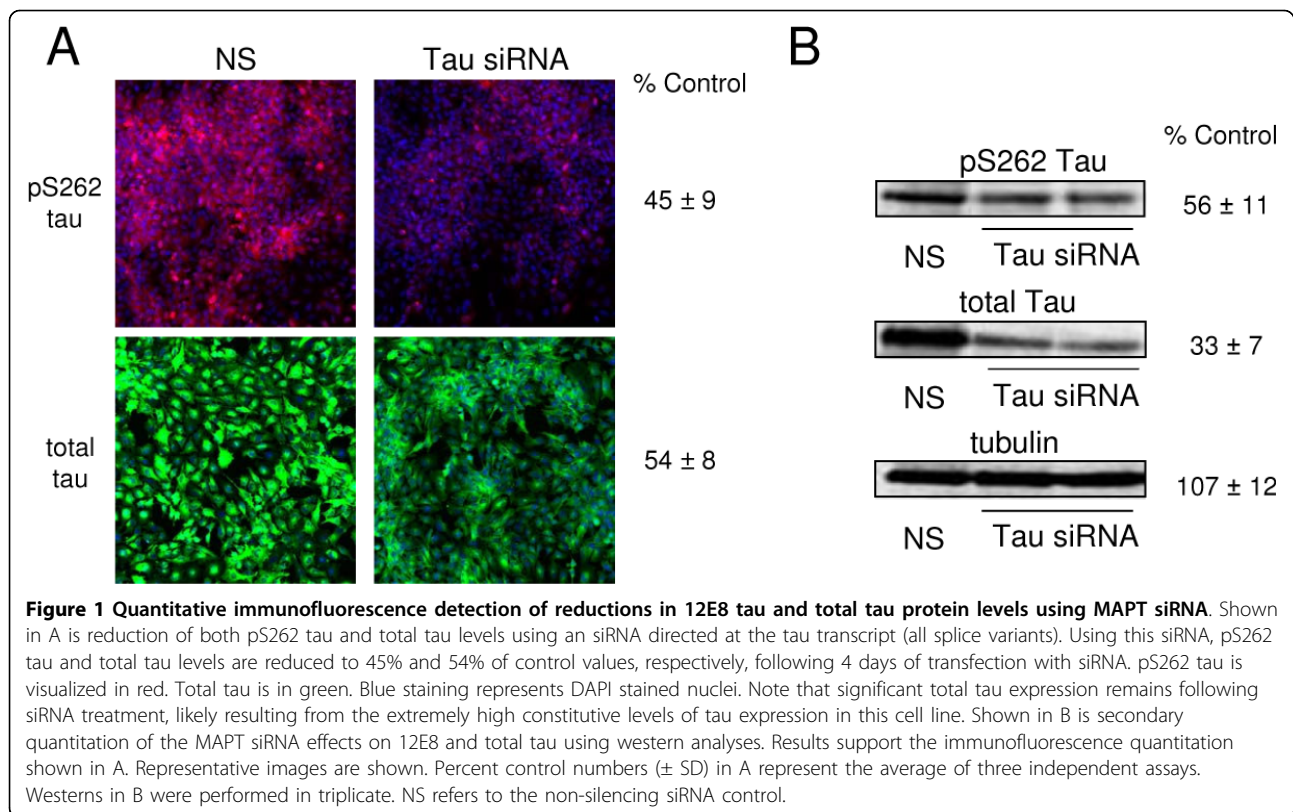 A
NS
Tau siRNA
% Control
pS262
tau
45 ± 9
total
tau
54 ± 8
B
% Control
pS262 Tau
56 ± 11
NS
Tau siRNA
total Tau
33 ± 7
NS
Tau siRNA
tubulin
107 ± 12
NS
Tau siRNA
Figure 1 Quantitative immunofluorescence detection of reductions in 12E8 tau and total tau protein levels using MAPT siRNA. Shown
in A is reduction of both pS262 tau and total tau levels using an siRNA directed at the tau transcript (all splice variants). Using this siRNA, pS262
tau and total tau levels are reduced to 45% and 54% of control values, respectively, following 4 days of transfection with siRNA. pS262 tau is
visualized in red. Total tau is in green. Blue staining represents DAPI stained nuclei. Note that significant total tau expression remains following
siRNA treatment, likely resulting from the extremely high constitutive levels of tau expression in this cell line. Shown in B is secondary
quantitation of the MAPT siRNA effects on 12E8 and total tau using western analyses. Results support the immunofluorescence quantitation
shown in A. Representative images are shown. Percent control numbers (± SD) in A represent the average of three independent assays.
Westerns in B were performed in triplicate. NS refers to the non-silencing siRNA control.